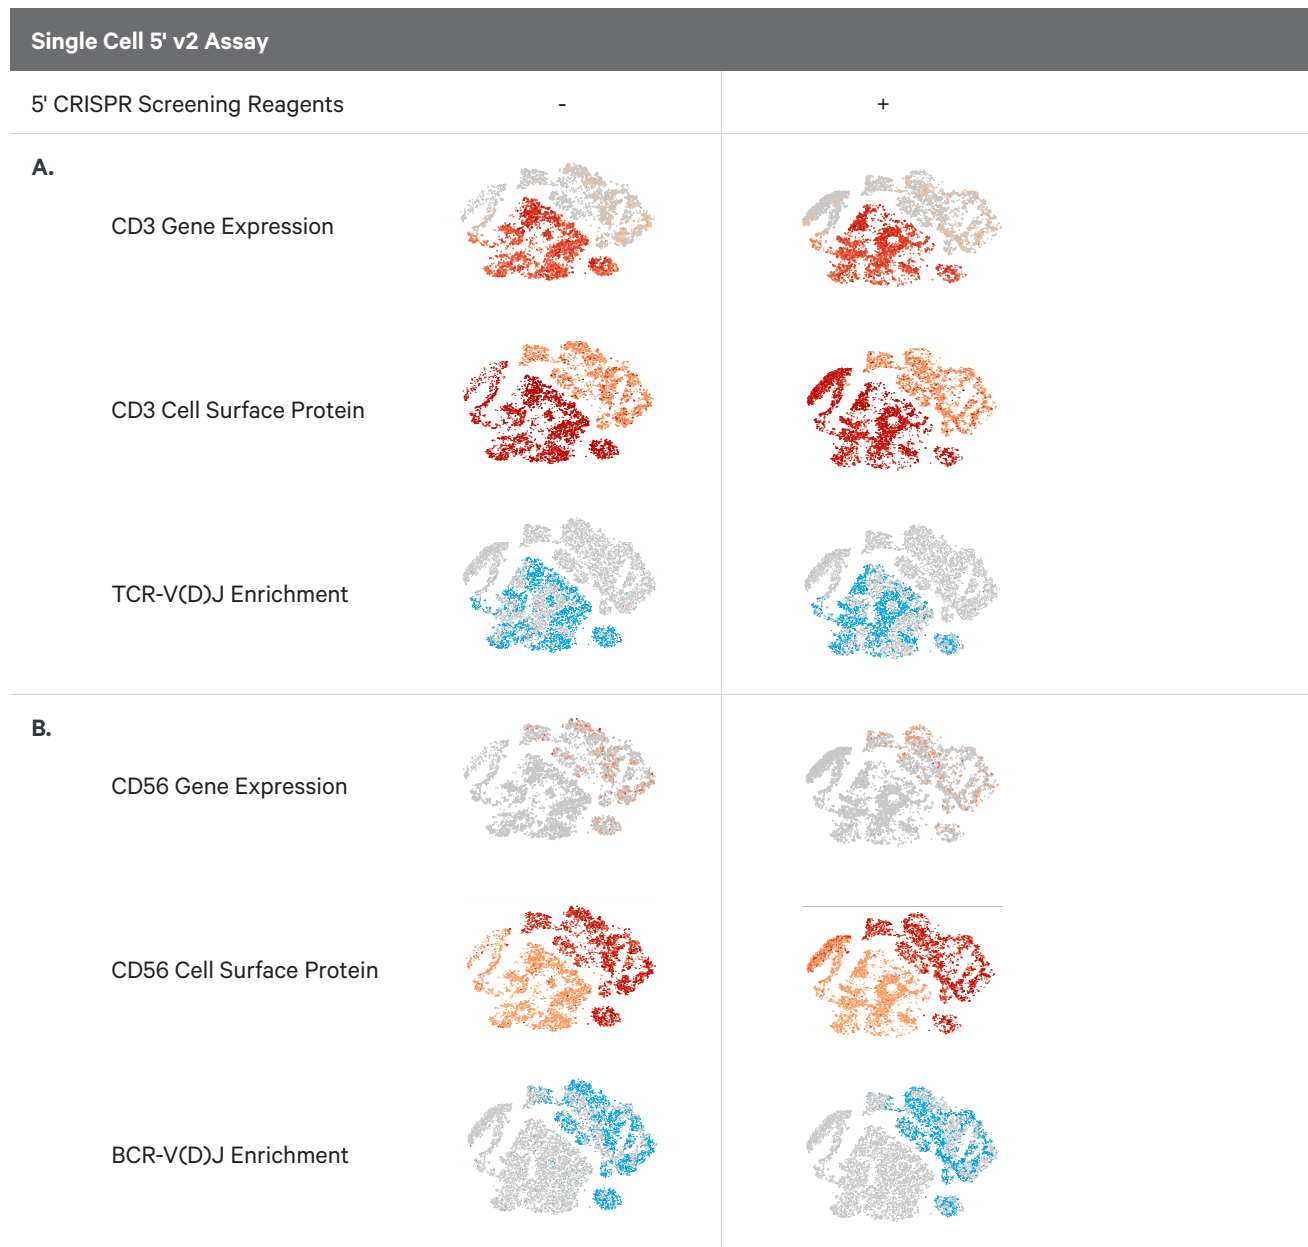 Single Cell 5' v2 Assay
5' CRISPR Screening Reagents - +
A.
CD3 Gene Expression
CD3 Cell Surface Protein
TCR-V(D)J Enrichment
B.
CD56 Gene Expression
CD56 Cell Surface Protein
BCR-V(D)J Enrichment